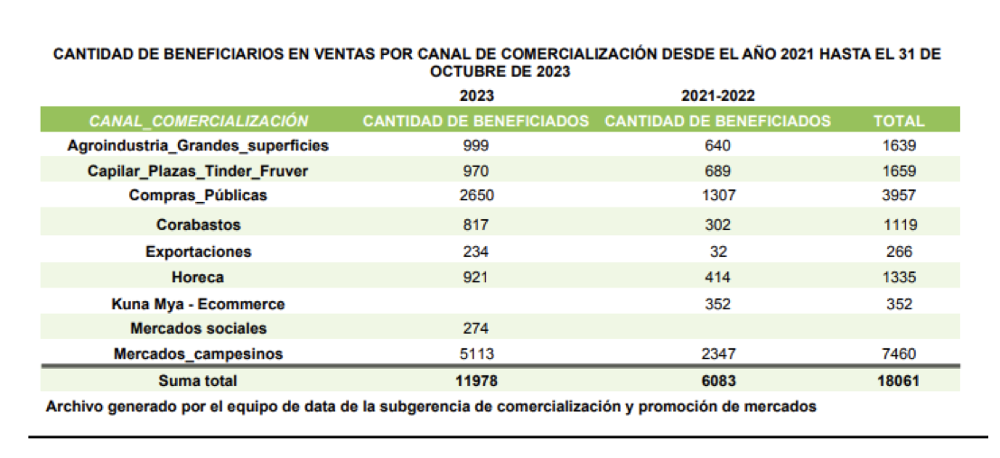 CANTIDAD DE BENEFICIARIOS EN VENTAS POR CANAL DE COMERCIALIZACIÓN DESDE EL AÑO 2021 HASTA EL 31 DE
OCTUBRE DE 2023
2023 2021-2022
CANAL_COMERCIALIZACIÓN CANTIDAD DE BENEFICIADOS CANTIDAD DE BENEFICIADOS TOTAL
Agroindustria_Grandes_superficies 999 640 1639
Capilar_Plazas_Tinder_Fruver 970 689 1659
Compras_Públicas 2650 1307 3957
Corabastos 817 302 1119
Exportaciones 234 32 266
Horeca 921 414 1335
Kuna Mya - Ecommerce 352 352
Mercados sociales 274
Mercados_campesinos 5113 2347 7460
Suma total 11978 6083 18061
Archivo generado por el equipo de data de la subgerencia de comercialización y promoción de mercados